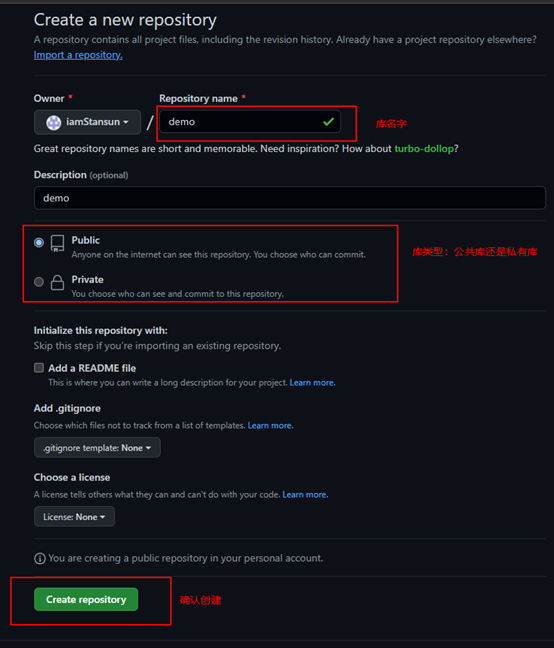 Create a new repository
A repository contains all project files, including the revision history. Already have a project repository elsewhere?
Import a repository.
Owner * Repository name *
iamStansun / demo 库名字
Great repository names are short and memorable. Need inspiration? How about turbo-dollop?
Description (optional)
demo
Public
Anyone on the internet can see this repository. You choose who can commit.
库类型：公共库还是私有库
Private
You choose who can see and commit to this repository.
Initialize this repository with:
Skip this step if you're importing an existing repository.
Add a README file
This is where you can write a long description for your project. Learn more.
Add .gitignore
Choose which files not to track from a list of templates. Learn more.
.gitignore template: None
Choose a license
A license tells others what they can and can't do with your code. Learn more.
License: None
You are creating a public repository in your personal account.
Create repository 确认创建